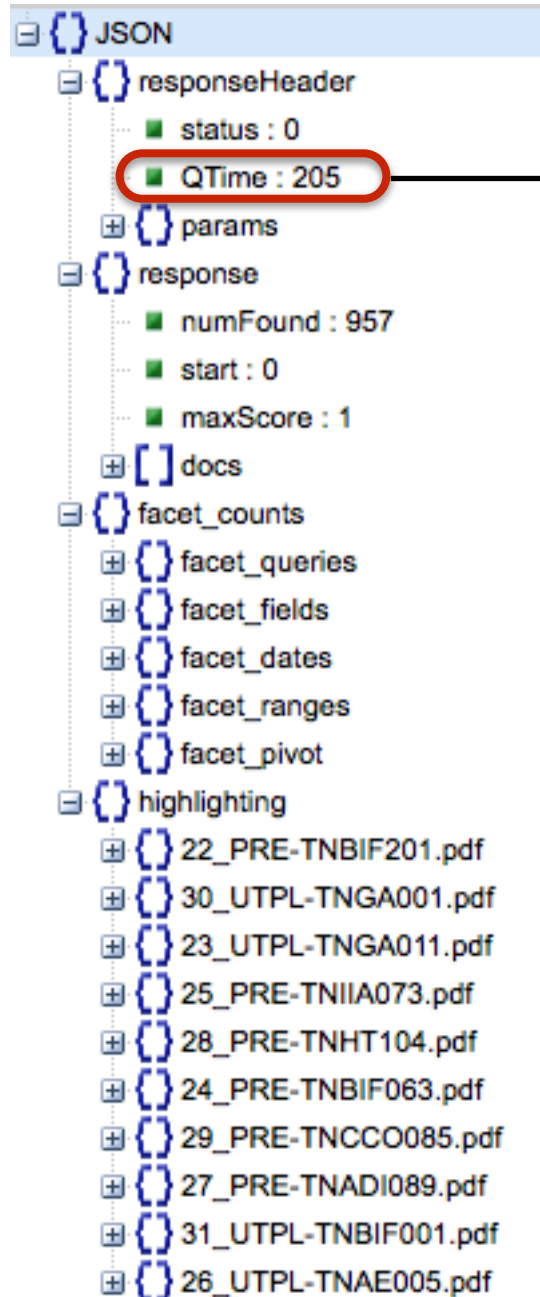 {} JSON
{} responseHeader
status : 0
QTime : 205
{} params
{} response
numFound : 957
start : 0
maxScore : 1
[] docs
{} facet_counts
{} facet_queries
{} facet_fields
{} facet_dates
{} facet_ranges
{} facet_pivot
{} highlighting
{} 22_PRE-TNBIF201.pdf
{} 30_UTPL-TNGA001.pdf
{} 23_UTPL-TNGA011.pdf
{} 25_PRE-TNIIA073.pdf
{} 28_PRE-TNHT104.pdf
{} 24_PRE-TNBIF063.pdf
{} 29_PRE-TNCCO085.pdf
{} 27_PRE-TNADI089.pdf
{} 31_UTPL-TNBIF001.pdf
{} 26_UTPL-TNAE005.pdf